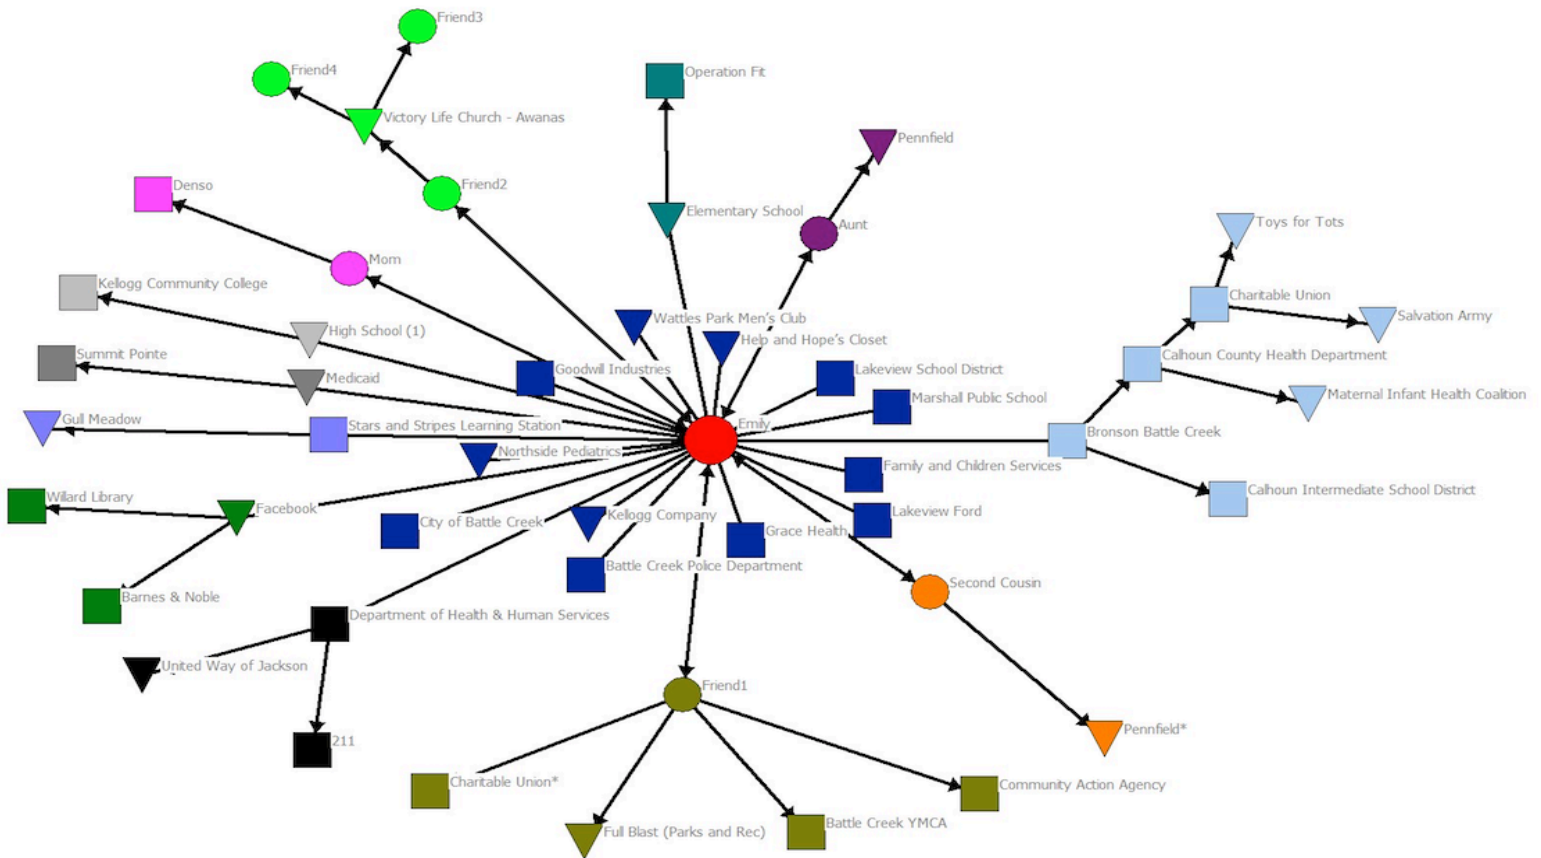 Friend3
Friend4
Operation Fit
Victory Life Church - Awanas
Pennfield
Denso
Friend2
Elementary School
Aunt
Toys for Tots
Mom
Kellogg Community College
Charitable Union
Salvation Army
High School (1)
Wattles Park Men's Club
Help and Hope's Closet
Summit Pointe
Calhoun County Health Department
Medicaid
Goodwill Industries
Lakeview School District
Maternal Infant Health Coalition
Marshall Public School
Gull Meadow
Stars and Stripes Learning Station
Emily
Bronson Battle Creek
Northside Pediatrics
Family and Children Services
Calhoun Intermediate School District
Willard Library
Facebook
City of Battle Creek
Kellogg Company
Lakeview Ford
Grace Health
Battle Creek Police Department
Second Cousin
Barnes & Noble
Department of Health & Human Services
United Way of Jackson
Friend1
Pennfield*
211
Charitable Union*
Community Action Agency
Full Blast (Parks and Rec)
Battle Creek YMCA